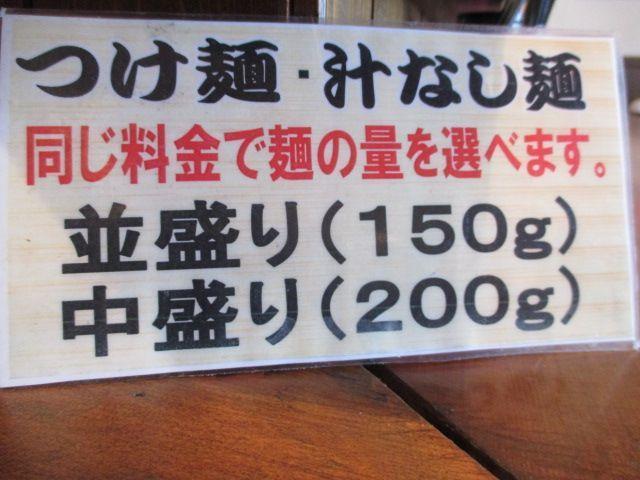 つけ麺・汁なし麺
同じ料金で麺の量を選べます。
並盛り(150g)
中盛り(200g)